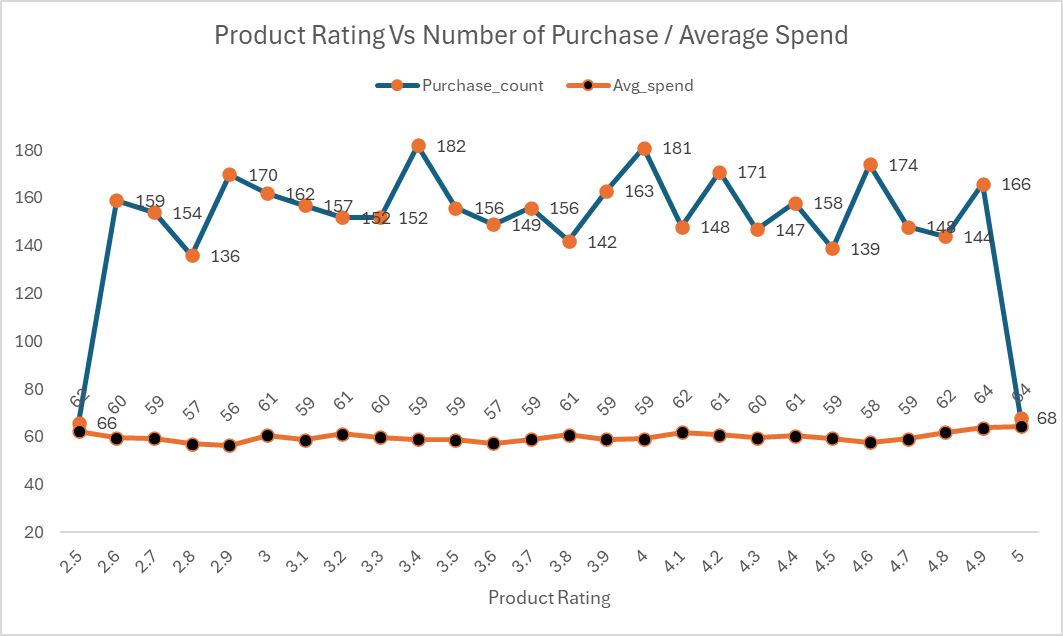 Product Rating Vs Number of Purchase / Average Spend
Purchase_count Avg_spend
180
160
140
120
100
80
60
40
20
66 159 154 136 170 162 157 152 152 182 156 149 156 142 163 181 148 171 147 158 139 174 148 144 166 68
62 60 59 57 56 61 59 61 60 59 59 57 59 61 59 59 62 61 60 61 59 58 59 62 64 64
2.5 2.6 2.7 2.8 2.9 3 3.1 3.2 3.3 3.4 3.5 3.6 3.7 3.8 3.9 4 4.1 4.2 4.3 4.4 4.5 4.6 4.7 4.8 4.9 5
Product Rating